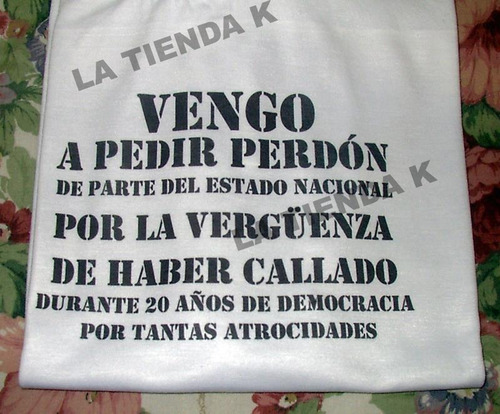 LA TIENDA K
VENGO
A PEDIR PERDÓN
DE PARTE DEL ESTADO NACIONAL
LA TIENDA K
POR LA VERGÜENZA
DE HABER CALLADO
DURANTE 20 AÑOS DE DEMOCRACIA
POR TANTAS ATROCIDADES